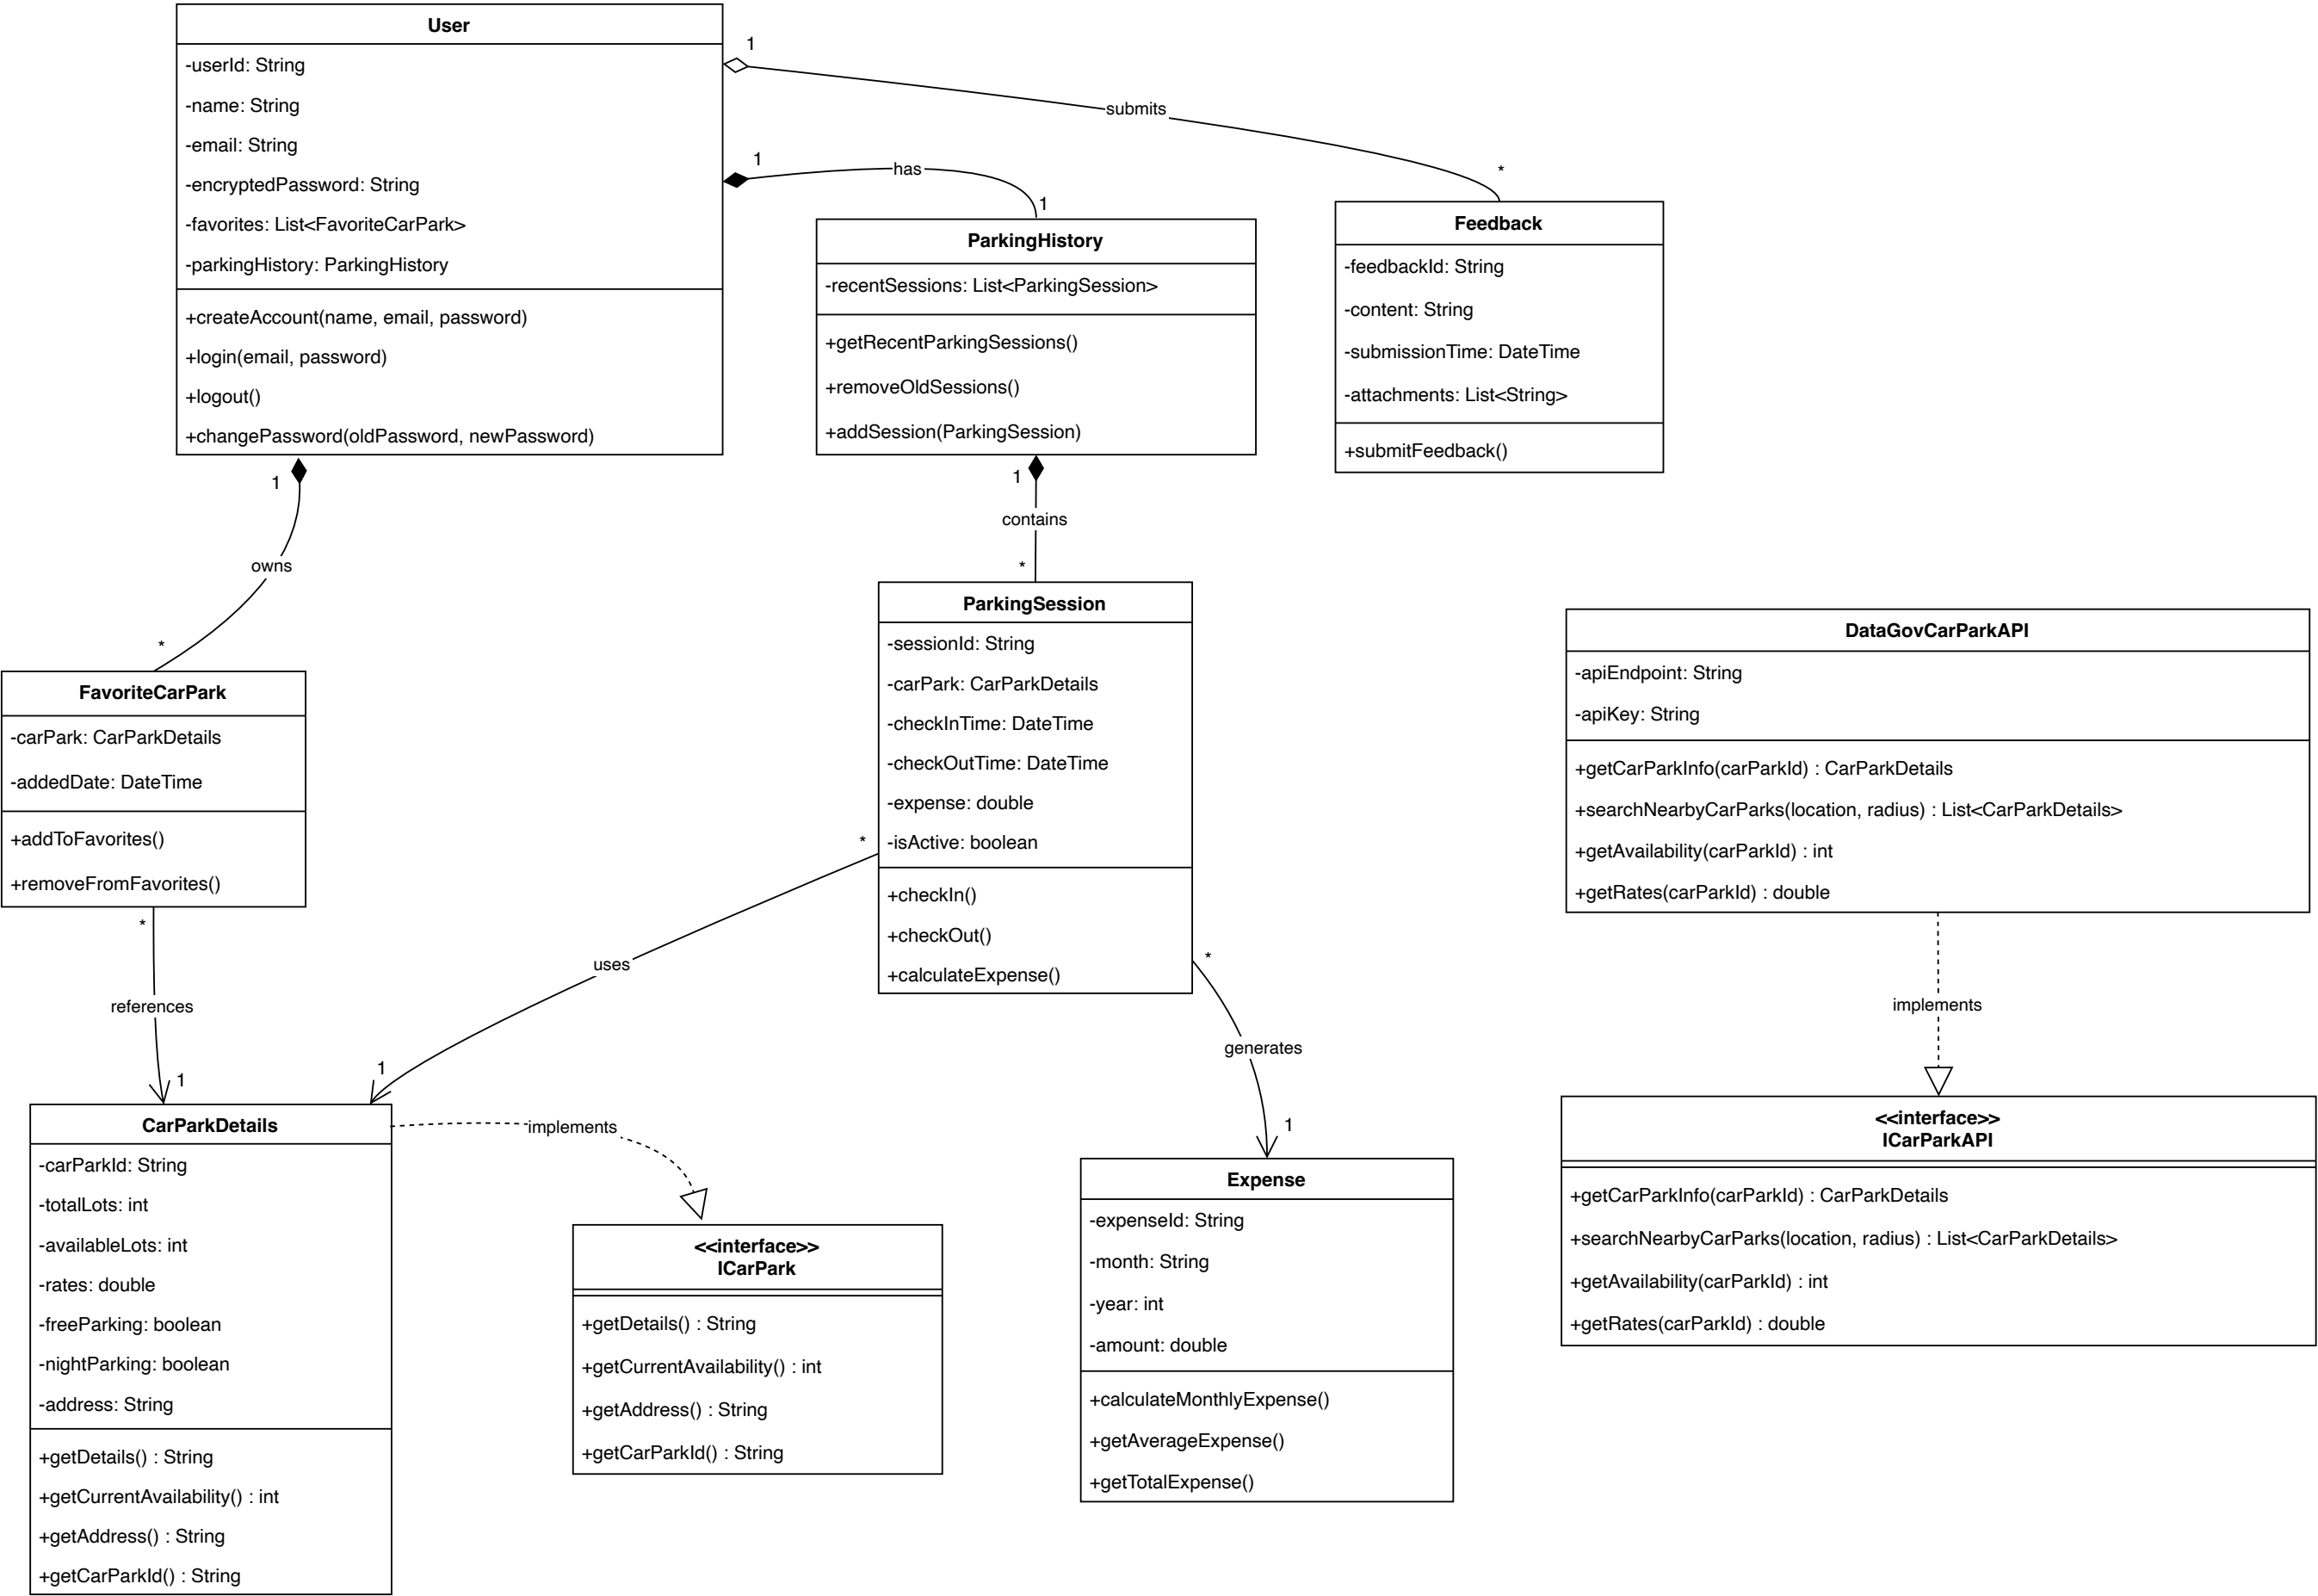 User
-userId: String
-name: String
-email: String
-encryptedPassword: String
-favorites: List<FavoriteCarPark>
-parkingHistory: ParkingHistory
+createAccount(name, email, password)
+login(email, password)
+logout()
+changePassword(oldPassword, newPassword)
1
submits
*
1
has
1
ParkingHistory
-recentSessions: List<ParkingSession>
+getRecentParkingSessions()
+removeOldSessions()
+addSession(ParkingSession)
Feedback
-feedbackId: String
-content: String
-submissionTime: DateTime
-attachments: List<String>
+submitFeedback()
1
owns
*
1
contains
*
FavoriteCarPark
-carPark: CarParkDetails
-addedDate: DateTime
+addToFavorites()
+removeFromFavorites()
ParkingSession
-sessionId: String
-carPark: CarParkDetails
-checkInTime: DateTime
-checkOutTime: DateTime
-expense: double
-isActive: boolean
+checkIn()
+checkOut()
+calculateExpense()
DataGovCarParkAPI
-apiEndpoint: String
-apiKey: String
+getCarParkInfo(carParkId) : CarParkDetails
+searchNearbyCarParks(location, radius) : List<CarParkDetails>
+getAvailability(carParkId) : int
+getRates(carParkId) : double
*
references
1
*
uses
1
*
generates
1
implements
CarParkDetails
-carParkId: String
-totalLots: int
-availableLots: int
-rates: double
-freeParking: boolean
-nightParking: boolean
-address: String
+getDetails() : String
+getCurrentAvailability() : int
+getAddress() : String
+getCarParkId() : String
implements
<<interface>>
ICarPark
+getDetails() : String
+getCurrentAvailability() : int
+getAddress() : String
+getCarParkId() : String
Expense
-expenseId: String
-month: String
-year: int
-amount: double
+calculateMonthlyExpense()
+getAverageExpense()
+getTotalExpense()
<<interface>>
ICarParkAPI
+getCarParkInfo(carParkId) : CarParkDetails
+searchNearbyCarParks(location, radius) : List<CarParkDetails>
+getAvailability(carParkId) : int
+getRates(carParkId) : double